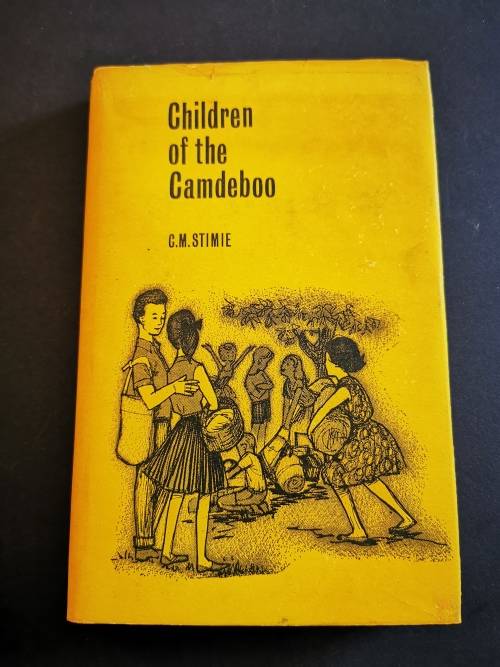 Children
of the
Camdeboo
C.M. STIMIE